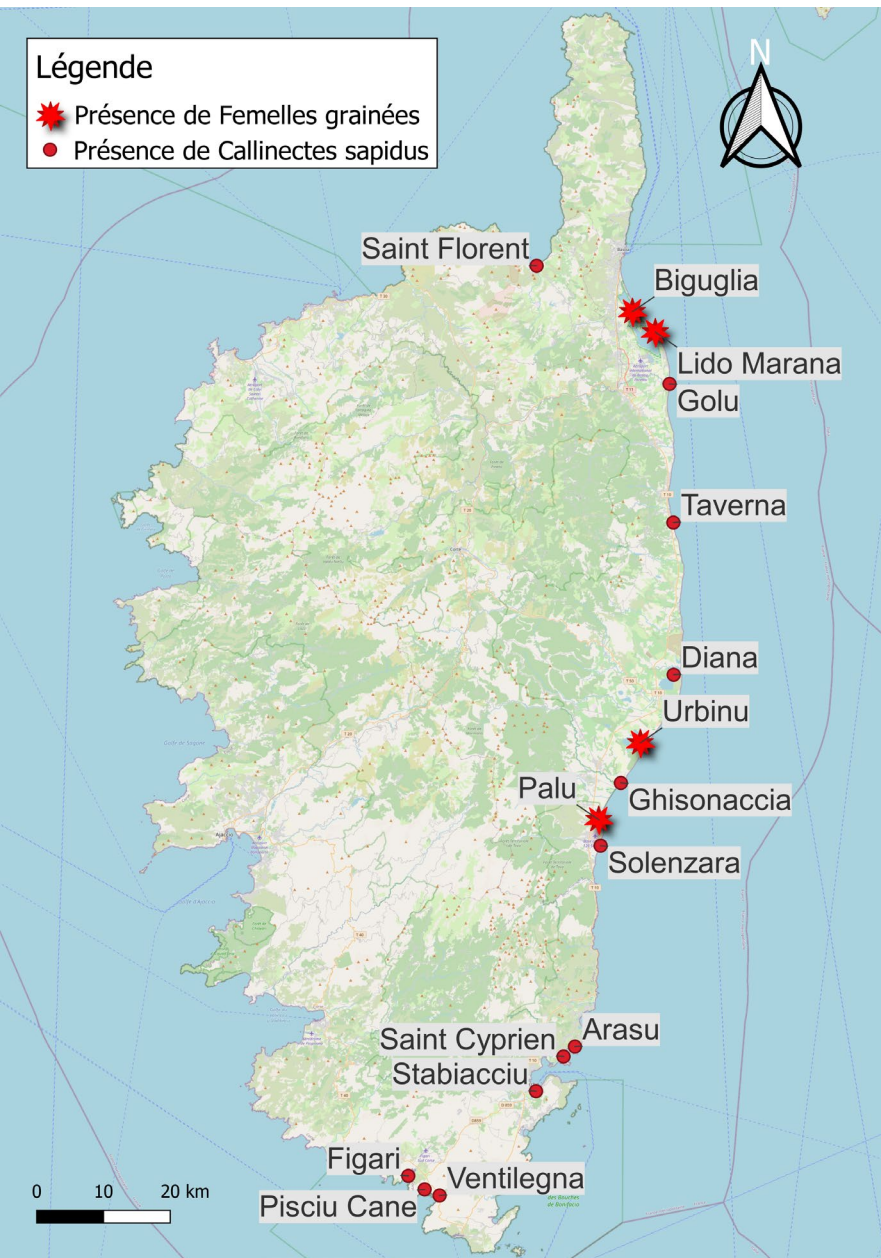 Légende
Présence de Femelles grainées
Présence de Callinectes sapidus
N
Saint Florent
Biguglia
Lido Marana
Golu
Taverna
Diana
Urbinu
Palu
Ghisonaccia
Solenzara
Arasu
Saint Cyprien
Stabiacciu
Figari
Ventilegna
Pisciu Cane
0 10 20 km